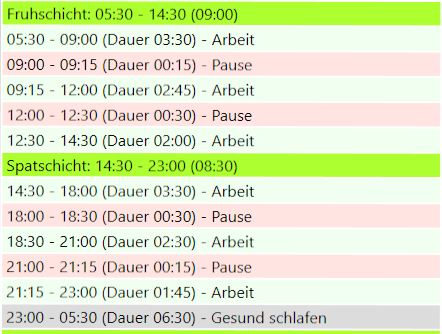 Fruhschicht: 05:30 - 14:30 (09:00)
05:30 - 09:00 (Dauer 03:30) - Arbeit
09:00 - 09:15 (Dauer 00:15) - Pause
09:15 - 12:00 (Dauer 02:45) - Arbeit
12:00 - 12:30 (Dauer 00:30) - Pause
12:30 - 14:30 (Dauer 02:00) - Arbeit
Spatschicht: 14:30 - 23:00 (08:30)
14:30 - 18:00 (Dauer 03:30) - Arbeit
18:00 - 18:30 (Dauer 00:30) - Pause
18:30 - 21:00 (Dauer 02:30) - Arbeit
21:00 - 21:15 (Dauer 00:15) - Pause
21:15 - 23:00 (Dauer 01:45) - Arbeit
23:00 - 05:30 (Dauer 06:30) - Gesund schlafen